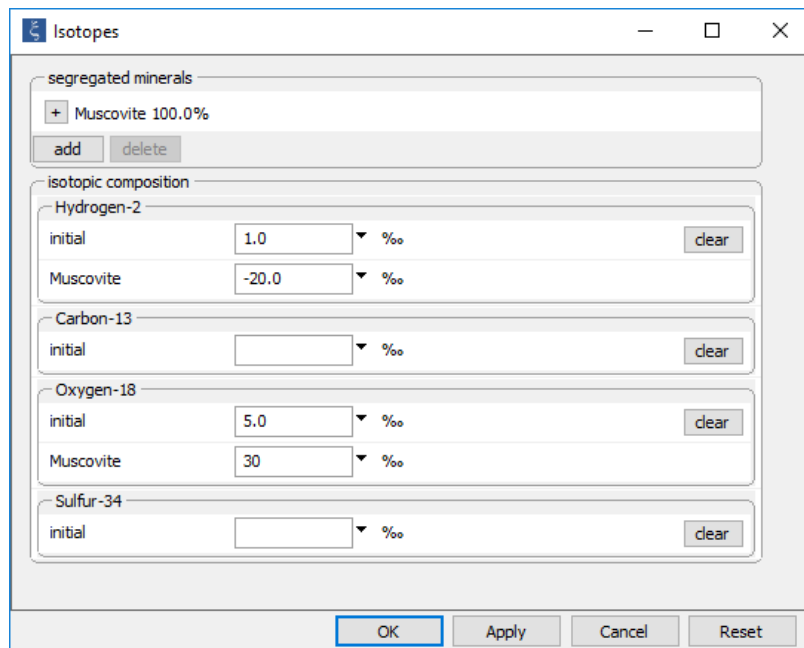 ξ Isotopes
segregated minerals
+ Muscovite 100.0%
add delete
isotopic composition
Hydrogen-2
initial 1.0 ‰ clear
Muscovite -20.0 ‰
Carbon-13
initial ‰ clear
Oxygen-18
initial 5.0 ‰ clear
Muscovite 30 ‰
Sulfur-34
initial ‰ clear
OK Apply Cancel Reset